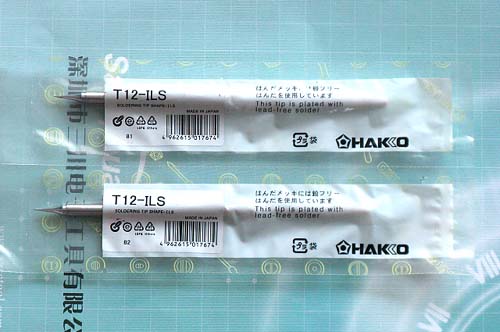 T12-ILS
SOLDERING TIP SHAPE-ILS
MADE IN JAPAN
B1
4 962615 017674
はんだメッキには鉛フリー
はんだを使用しています
This tip is plated with
lead-free solder
袋
HAKKO
T12-ILS
SOLDERING TIP SHAPE-ILS
MADE IN JAPAN
B2
4 962615 017674
はんだメッキには鉛フリー
はんだを使用しています
This tip is plated with
lead-free solder
袋
HAKKO